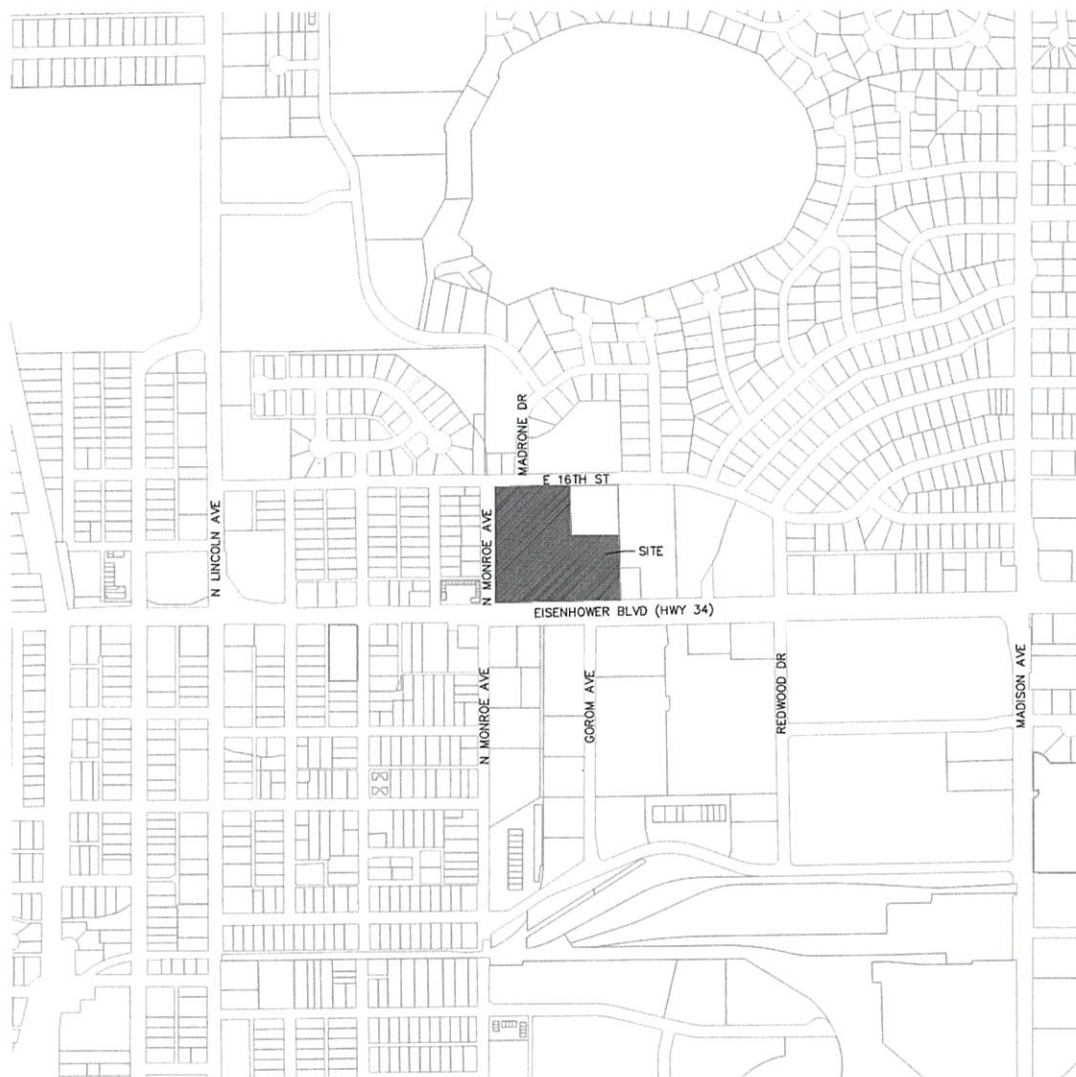 MADRONE DR
E 16TH ST
N LINCOLN AVE
N MONROE AVE
SITE
EISENHOWER BLVD (HWY 34)
N MONROE AVE
GOROM AVE
REDWOOD DR
MADISON AVE